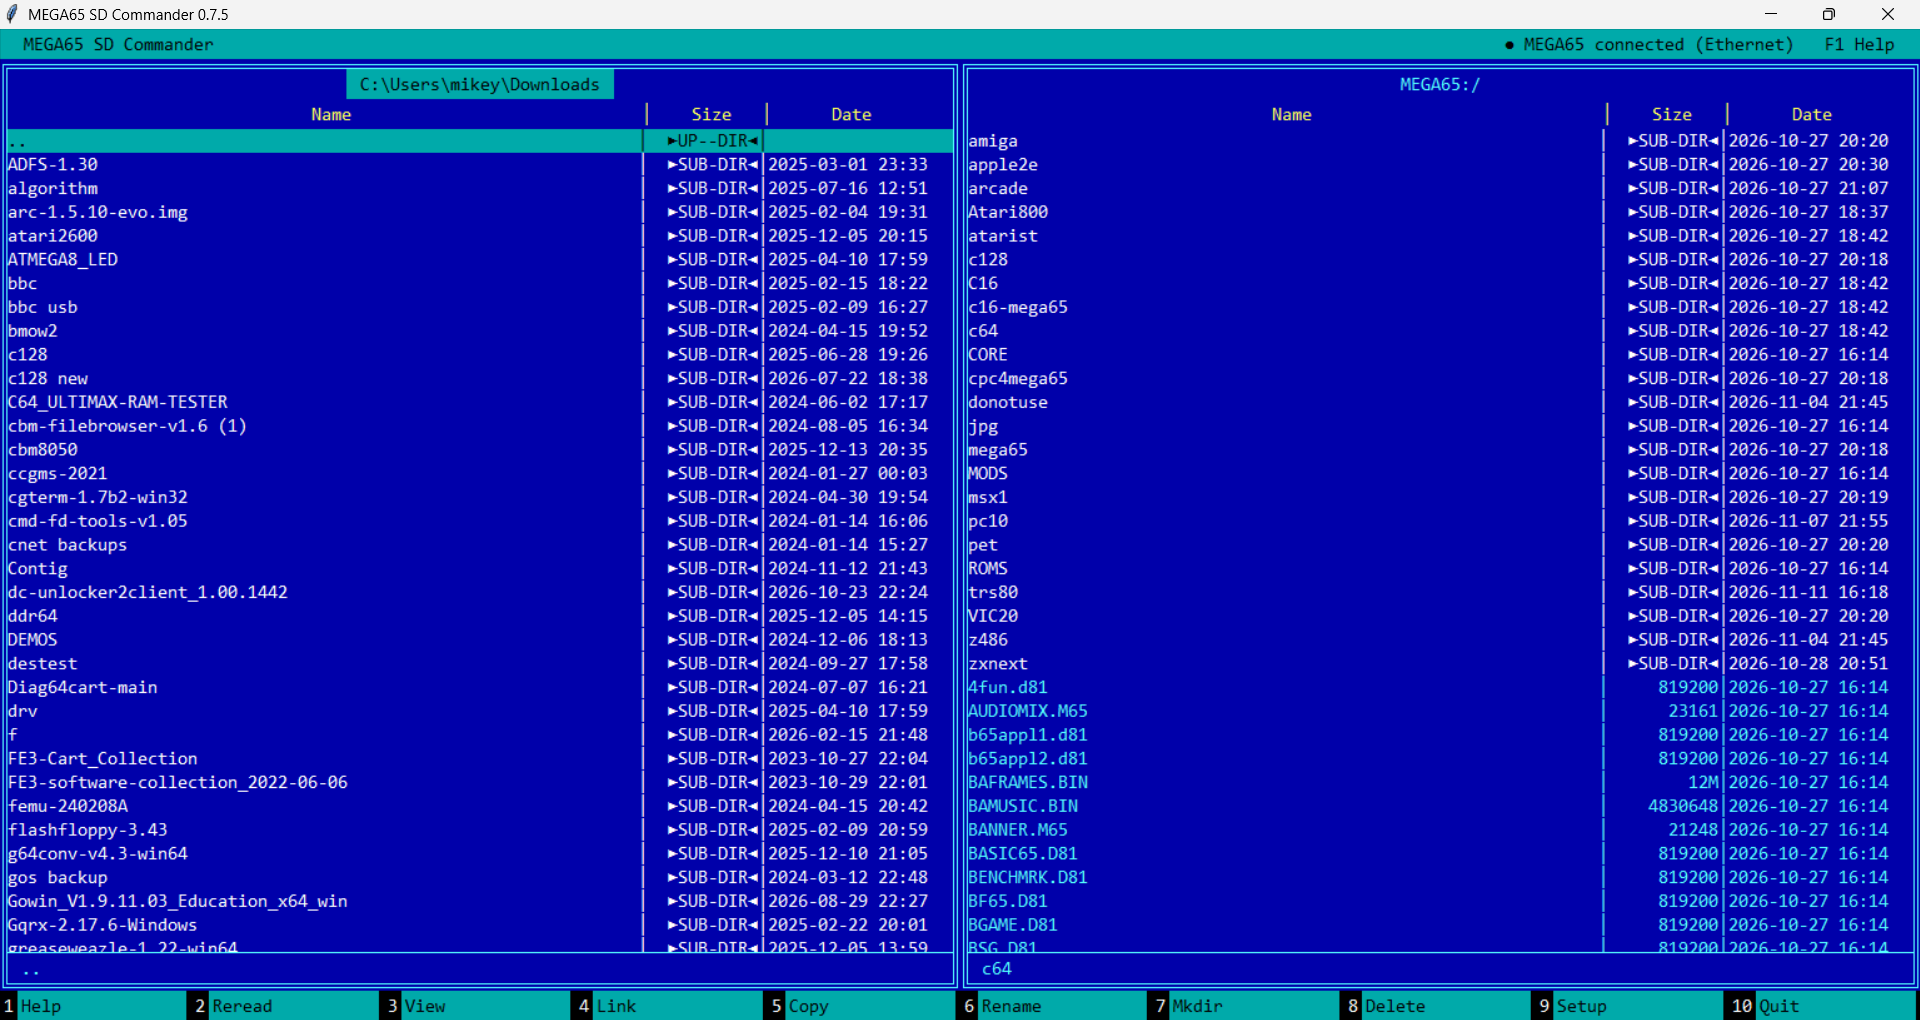 MEGA65 SD Commander 0.7.5
MEGA65 SD Commander ● MEGA65 connected (Ethernet) F1 Help
C:\Users\mikey\Downloads
Name Size Date
.. ►UP--DIR◄
ADFS-1.30 ►SUB-DIR◄ 2025-03-01 23:33
algorithm ►SUB-DIR◄ 2025-07-16 12:51
arc-1.5.10-evo.img ►SUB-DIR◄ 2025-02-04 19:31
atari2600 ►SUB-DIR◄ 2025-12-05 20:15
ATMEGA8_LED ►SUB-DIR◄ 2025-04-10 17:59
bbc ►SUB-DIR◄ 2025-02-15 18:22
bbc usb ►SUB-DIR◄ 2025-02-09 16:27
bmow2 ►SUB-DIR◄ 2024-04-15 19:52
c128 ►SUB-DIR◄ 2025-06-28 19:26
c128 new ►SUB-DIR◄ 2026-07-22 18:38
C64_ULTIMAX-RAM-TESTER ►SUB-DIR◄ 2024-06-02 17:17
cbm-filebrowser-v1.6 (1) ►SUB-DIR◄ 2024-08-05 16:34
cbm8050 ►SUB-DIR◄ 2025-12-13 20:35
ccgms-2021 ►SUB-DIR◄ 2024-01-27 00:03
cgterm-1.7b2-win32 ►SUB-DIR◄ 2024-04-30 19:54
cmd-fd-tools-v1.05 ►SUB-DIR◄ 2024-01-14 16:06
cnet backups ►SUB-DIR◄ 2024-01-14 15:27
Contig ►SUB-DIR◄ 2024-11-12 21:43
dc-unlocker2client_1.00.1442 ►SUB-DIR◄ 2026-10-23 22:24
ddr64 ►SUB-DIR◄ 2025-12-05 14:15
DEMOS ►SUB-DIR◄ 2024-12-06 18:13
destest ►SUB-DIR◄ 2024-09-27 17:58
Diag64cart-main ►SUB-DIR◄ 2024-07-07 16:21
drv ►SUB-DIR◄ 2025-04-10 17:59
f ►SUB-DIR◄ 2026-02-15 21:48
FE3-Cart_Collection ►SUB-DIR◄ 2023-10-27 22:04
FE3-software-collection_2022-06-06 ►SUB-DIR◄ 2023-10-29 22:01
femu-240208A ►SUB-DIR◄ 2024-04-15 20:42
flashfloppy-3.43 ►SUB-DIR◄ 2025-02-09 20:59
g64conv-v4.3-win64 ►SUB-DIR◄ 2025-12-10 21:05
gos backup ►SUB-DIR◄ 2024-03-12 22:48
Gowin_V1.9.11.03_Education_x64_win ►SUB-DIR◄ 2026-08-29 22:27
Gqrx-2.17.6-Windows ►SUB-DIR◄ 2025-02-22 20:01
greaseweazle-1.22-win64 ►SUB-DIR◄ 2025-12-05 13:59
..
MEGA65:/
Name Size Date
amiga ►SUB-DIR◄ 2026-10-27 20:20
apple2e ►SUB-DIR◄ 2026-10-27 20:30
arcade ►SUB-DIR◄ 2026-10-27 21:07
Atari800 ►SUB-DIR◄ 2026-10-27 18:37
atarist ►SUB-DIR◄ 2026-10-27 18:42
c128 ►SUB-DIR◄ 2026-10-27 20:18
C16 ►SUB-DIR◄ 2026-10-27 18:42
c16-mega65 ►SUB-DIR◄ 2026-10-27 18:42
c64 ►SUB-DIR◄ 2026-10-27 18:42
CORE ►SUB-DIR◄ 2026-10-27 16:14
cpc4mega65 ►SUB-DIR◄ 2026-10-27 20:18
donotuse ►SUB-DIR◄ 2026-11-04 21:45
jpg ►SUB-DIR◄ 2026-10-27 16:14
mega65 ►SUB-DIR◄ 2026-10-27 20:18
MODS ►SUB-DIR◄ 2026-10-27 16:14
msx1 ►SUB-DIR◄ 2026-10-27 20:19
pc10 ►SUB-DIR◄ 2026-11-07 21:55
pet ►SUB-DIR◄ 2026-10-27 20:20
ROMS ►SUB-DIR◄ 2026-10-27 16:14
trs80 ►SUB-DIR◄ 2026-11-11 16:18
VIC20 ►SUB-DIR◄ 2026-10-27 20:20
z486 ►SUB-DIR◄ 2026-11-04 21:45
zxnext ►SUB-DIR◄ 2026-10-28 20:51
4fun.d81 819200 2026-10-27 16:14
AUDIOMIX.M65 23161 2026-10-27 16:14
b65appl1.d81 819200 2026-10-27 16:14
b65appl2.d81 819200 2026-10-27 16:14
BAFRAMES.BIN 12M 2026-10-27 16:14
BAMUSIC.BIN 4830648 2026-10-27 16:14
BANNER.M65 21248 2026-10-27 16:14
BASIC65.D81 819200 2026-10-27 16:14
BENCHMRK.D81 819200 2026-10-27 16:14
BF65.D81 819200 2026-10-27 16:14
BGAME.D81 819200 2026-10-27 16:14
BSG.D81 819200 2026-10-27 16:14
c64
1 Help 2 Reread 3 View 4 Link 5 Copy 6 Rename 7 Mkdir 8 Delete 9 Setup 10 Quit